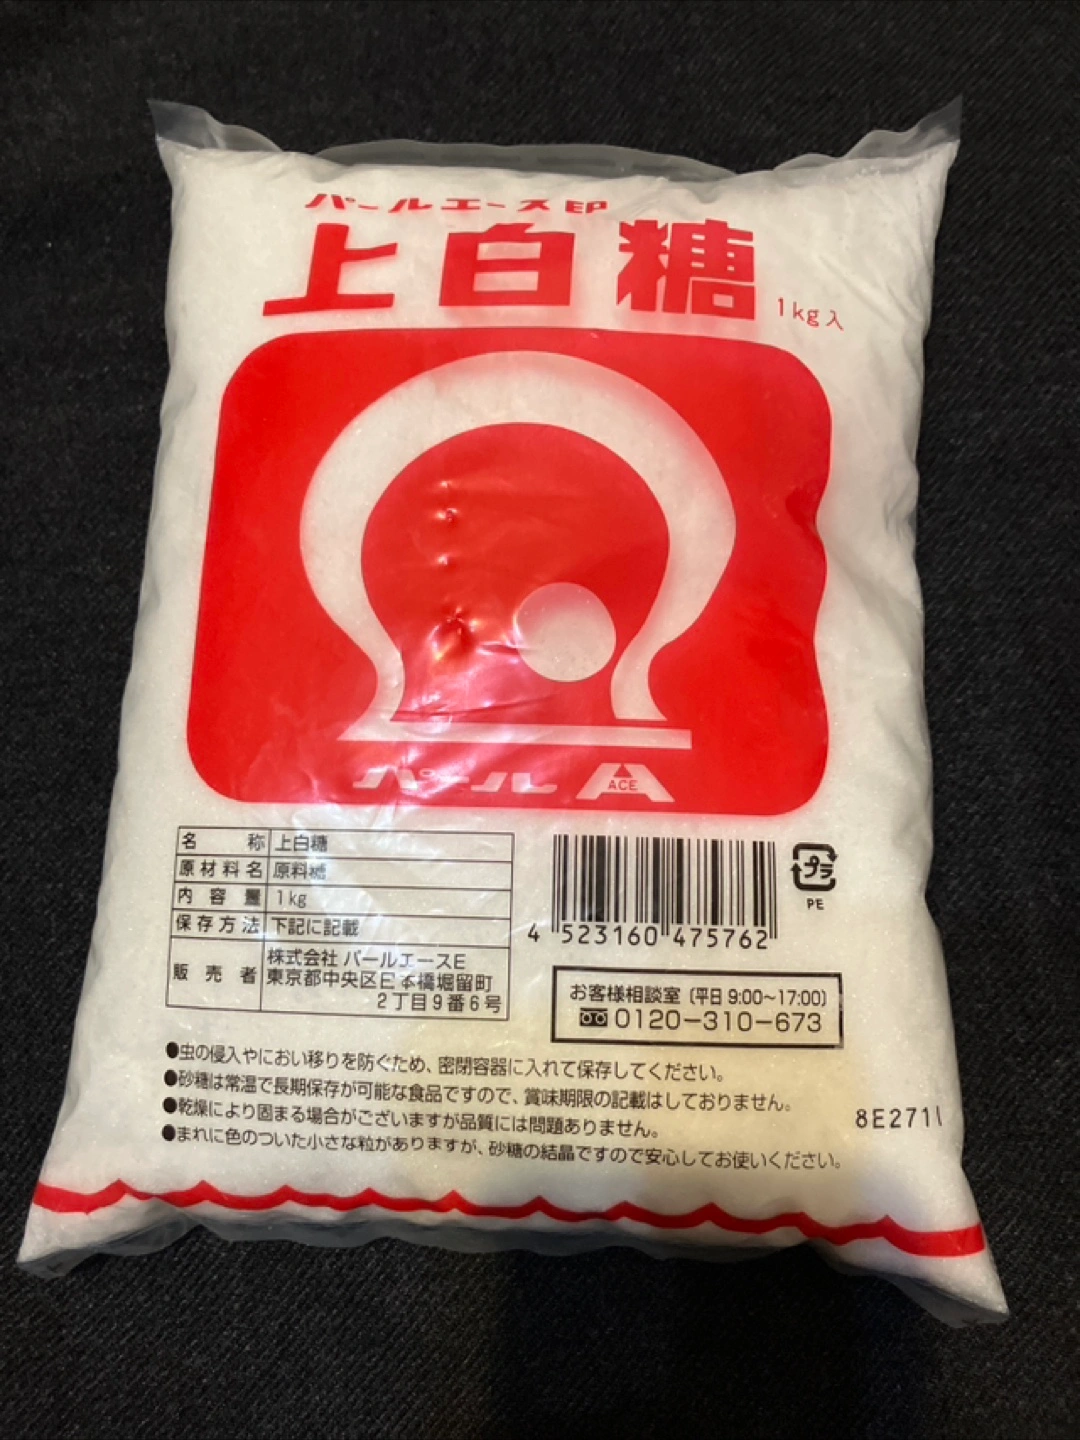 パールエース印
上白糖
1kg入
パール A
ACE
名称 上白糖
原材料名 原料糖
内容量 1kg
保存方法 下記に記載
販売者 株式会社 パールエースE
東京都中央区日本橋堀留町
2丁目9番6号
4 523160 475762
プラ
PE
お客様相談室（平日 9:00～17:00）
0120-310-673
●虫の侵入やにおい移りを防ぐため、密閉容器に入れて保存してください。
●砂糖は常温で長期保存が可能な食品ですので、賞味期限の記載はしておりません。
●乾燥により固まる場合がございますが品質には問題ありません。
●まれに色のついた小さな粒がありますが、砂糖の結晶ですので安心してお使いください。
8E2711